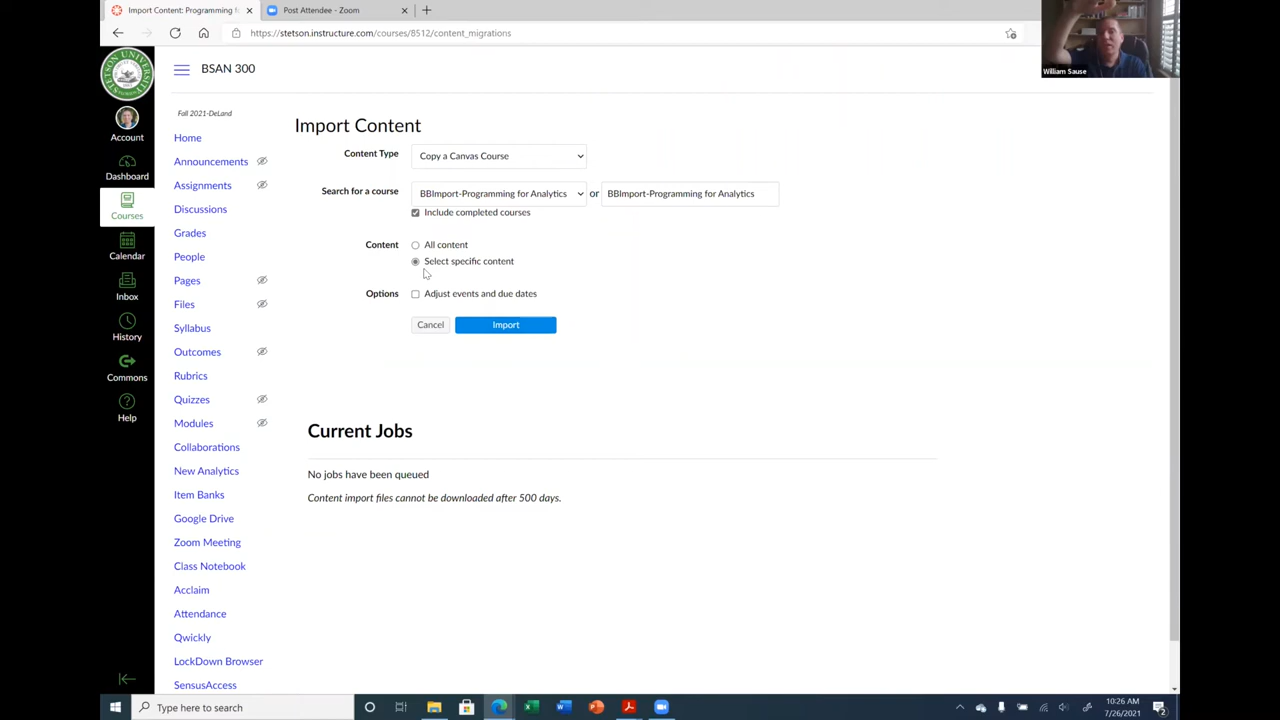 Import Content: Programming f
Post Attendee - Zoom
https://stetson.instructure.com/courses/8512/content_migrations
William Sause
STETSON UNIVERSITY
BSAN 300
Account
Dashboard
Courses
Calendar
Inbox
History
Commons
Help
Fall 2021-DeLand
Home
Announcements
Assignments
Discussions
Grades
People
Pages
Files
Syllabus
Outcomes
Rubrics
Quizzes
Modules
Collaborations
New Analytics
Item Banks
Google Drive
Zoom Meeting
Class Notebook
Acclaim
Attendance
Qwickly
LockDown Browser
SensusAccess
Import Content
Content Type Copy a Canvas Course
Search for a course BBImport-Programming for Analytics or BBImport-Programming for Analytics
Include completed courses
Content All content
Select specific content
Options Adjust events and due dates
Cancel Import
Current Jobs
No jobs have been queued
Content import files cannot be downloaded after 500 days.
Type here to search
10:26 AM
7/26/2021
2